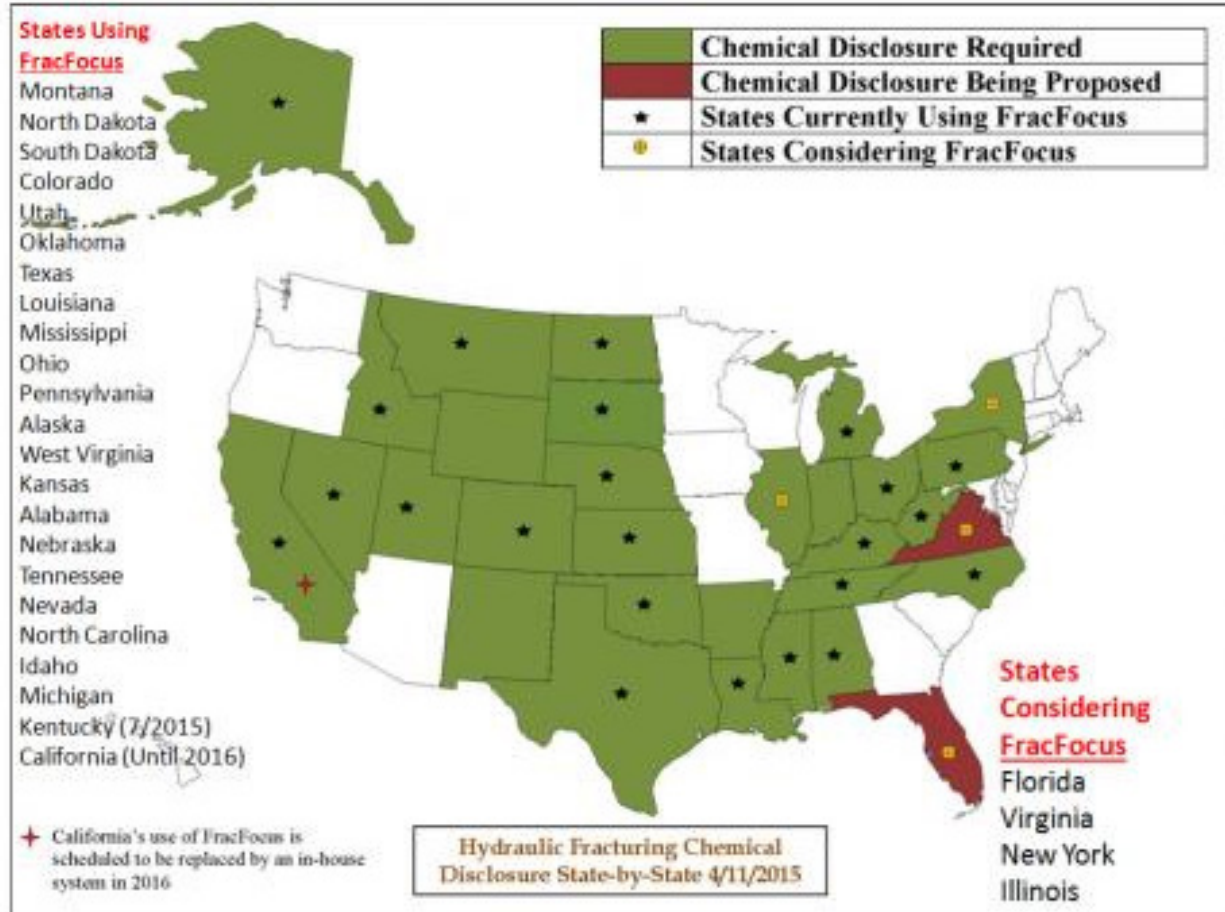 States Using
FracFocus
Montana
North Dakota
South Dakota
Colorado
Utah
Oklahoma
Texas
Louisiana
Mississippi
Ohio
Pennsylvania
Alaska
West Virginia
Kansas
Alabama
Nebraska
Tennessee
Nevada
North Carolina
Idaho
Michigan
Kentucky (7/2015)
California (Until 2016)
Chemical Disclosure Required
Chemical Disclosure Being Proposed
States Currently Using FracFocus
States Considering FracFocus
States
Considering
FracFocus
Florida
Virginia
New York
Illinois
California's use of FracFocus is
scheduled to be replaced by an in-house
system in 2016
Hydraulic Fracturing Chemical
Disclosure State-by-State 4/11/2015